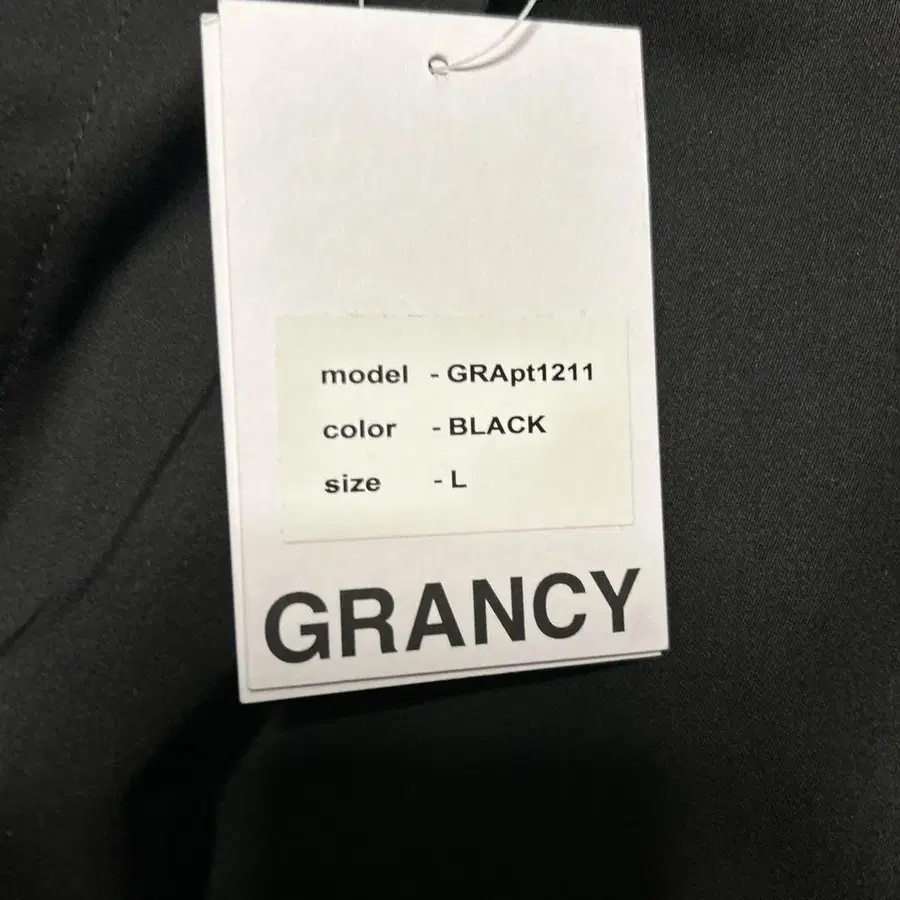 model - GRApt1211
color - BLACK
size - L
GRANCY